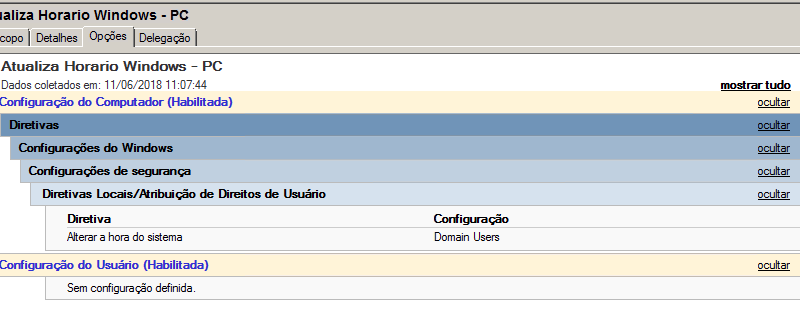 ualiza Horario Windows - PC
copo Detalhes Opções Delegação
Atualiza Horario Windows - PC
Dados coletados em: 11/06/2018 11:07:44 mostrar tudo
Configuração do Computador (Habilitada) ocultar
Diretivas ocultar
Configurações do Windows ocultar
Configurações de segurança ocultar
Diretivas Locais/Atribuição de Direitos de Usuário ocultar
Diretiva Configuração
Alterar a hora do sistema Domain Users
Configuração do Usuário (Habilitada) ocultar
Sem configuração definida.